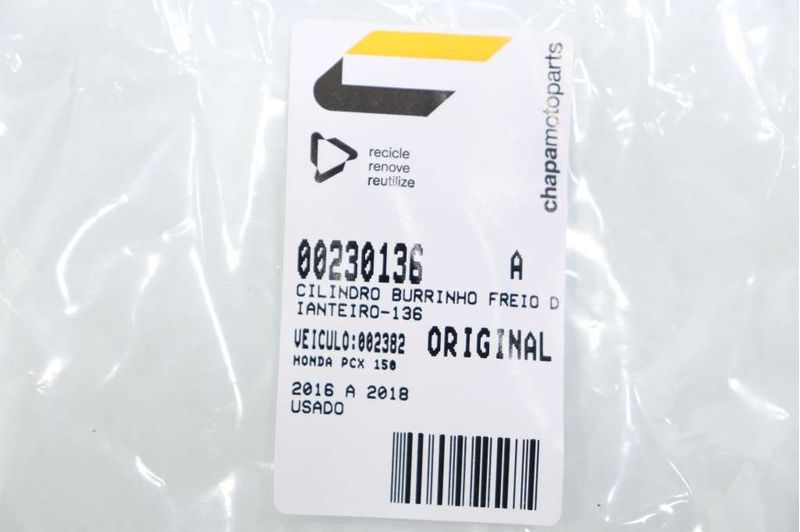 chapamotoparts
recicle
renove
reutilize
00230136 A
CILINDRO BURRINHO FREIO D
IANTEIRO-136
VEICULO:002382 ORIGINAL
HONDA PCX 150
2016 A 2018
USADO